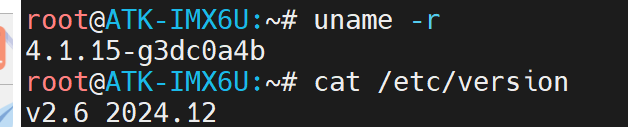 root@ATK-IMX6U:~# uname -r
4.1.15-g3dc0a4b
root@ATK-IMX6U:~# cat /etc/version
v2.6 2024.12